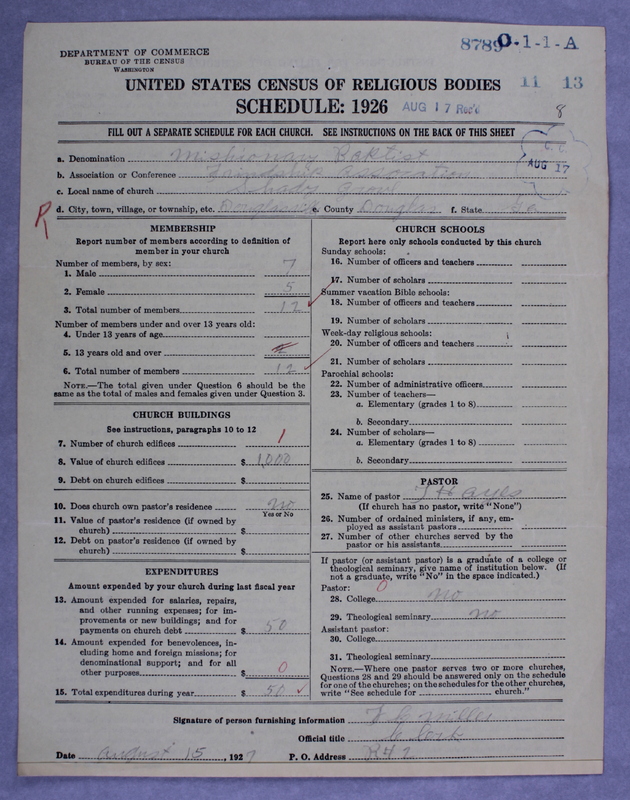 8789 0-1-1-A
DEPARTMENT OF COMMERCE
BUREAU OF THE CENSUS
WASHINGTON
UNITED STATES CENSUS OF RELIGIOUS BODIES
11 13
SCHEDULE: 1926
AUG 17 Rec'd
8
FILL OUT A SEPARATE SCHEDULE FOR EACH CHURCH. SEE INSTRUCTIONS ON THE BACK OF THIS SHEET
C. C.
AUG 17
a. Denomination Missionary Baptist
b. Association or Conference Friendship Association
c. Local name of church Shady Grove
d. City, town, village, or township, etc. Douglasville e. County Douglas f. State Ga
R
MEMBERSHIP
Report number of members according to definition of member in your church
Number of members, by sex:
1. Male 7
2. Female 5
3. Total number of members 12
Number of members under and over 13 years old:
4. Under 13 years of age
5. 13 years old and over
6. Total number of members 12
NOTE.—The total given under Question 6 should be the
same as the total of males and females given under Question 3.
CHURCH BUILDINGS
See instructions, paragraphs 10 to 12
7. Number of church edifices 1
8. Value of church edifices $ 1,000
9. Debt on church edifices $
10. Does church own pastor's residence no
Yes or No
11. Value of pastor's residence (if owned by
church) $
12. Debt on pastor's residence (if owned by
church) $
EXPENDITURES
Amount expended by your church during last fiscal year
13. Amount expended for salaries, repairs,
and other running expenses; for im-
provements or new buildings; and for
payments on church debt $ 50
14. Amount expended for benevolences, in-
cluding home and foreign missions; for
denominational support; and for all
other purposes $ 0
15. Total expenditures during year $ 50
CHURCH SCHOOLS
Report here only schools conducted by this church
Sunday schools:
16. Number of officers and teachers
17. Number of scholars
Summer vacation Bible schools:
18. Number of officers and teachers
19. Number of scholars
Week-day religious schools:
20. Number of officers and teachers
21. Number of scholars
Parochial schools:
22. Number of administrative officers
23. Number of teachers—
a. Elementary (grades 1 to 8)
b. Secondary
24. Number of scholars—
a. Elementary (grades 1 to 8)
b. Secondary
PASTOR
25. Name of pastor
(If church has no pastor, write "None")
26. Number of ordained ministers, if any, em-
ployed as assistant pastors
27. Number of other churches served by the
pastor or his assistants
If pastor (or assistant pastor) is a graduate of a college or
theological seminary, give name of institution below. (If
not a graduate, write "No" in the space indicated.)
Pastor: 0
28. College no
29. Theological seminary no
Assistant pastor:
30. College
31. Theological seminary
NOTE.—Where one pastor serves two or more churches,
Questions 28 and 29 should be answered only on the schedule
for one of the churches; on the schedules for the other churches,
write "See schedule for church."
Signature of person furnishing information
Official title Clerk
Date August 15, 1927 P. O. Address R#2